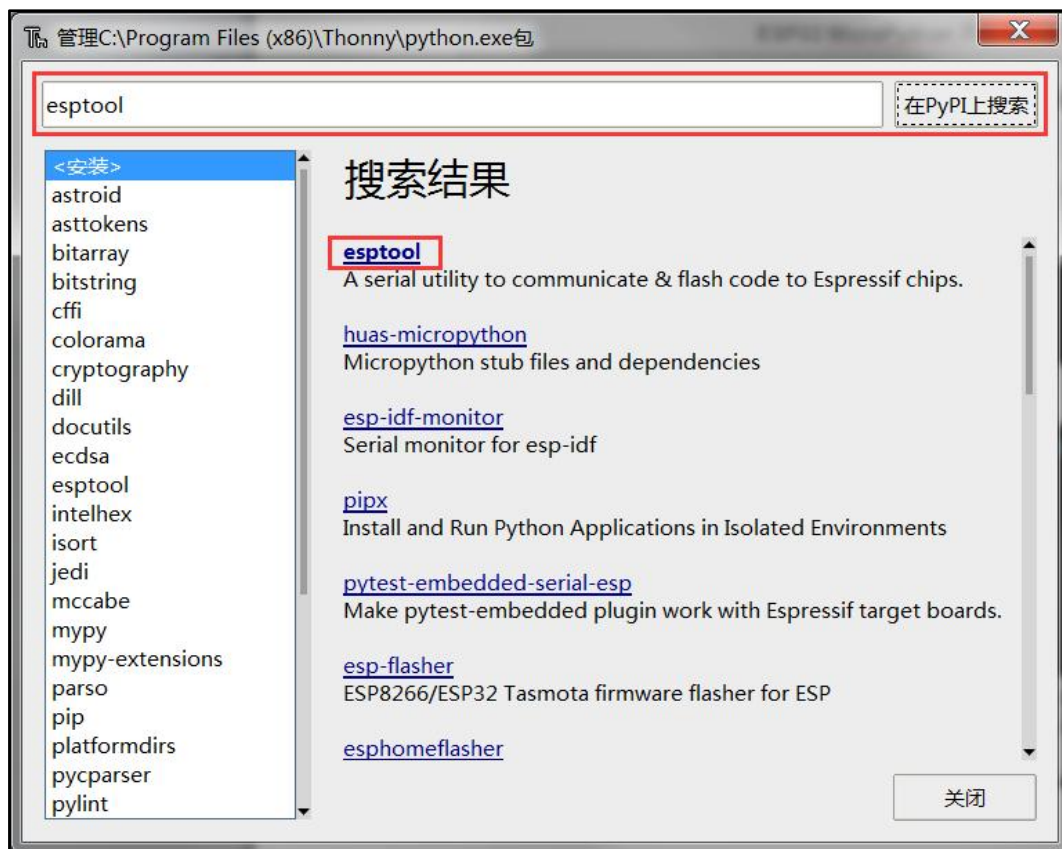 管理C:\Program Files (x86)\Thonny\python.exe包
esptool
在PyPI上搜索
<安装>
astroid
asttokens
bitarray
bitstring
cffi
colorama
cryptography
dill
docutils
ecdsa
esptool
intelhex
isort
jedi
mccabe
mypy
mypy-extensions
parso
pip
platformdirs
pycparser
pylint
搜索结果
esptool
A serial utility to communicate & flash code to Espressif chips.
huas-micropython
Micropython stub files and dependencies
esp-idf-monitor
Serial monitor for esp-idf
pipx
Install and Run Python Applications in Isolated Environments
pytest-embedded-serial-esp
Make pytest-embedded plugin work with Espressif target boards.
esp-flasher
ESP8266/ESP32 Tasmota firmware flasher for ESP
esphomeflasher
关闭